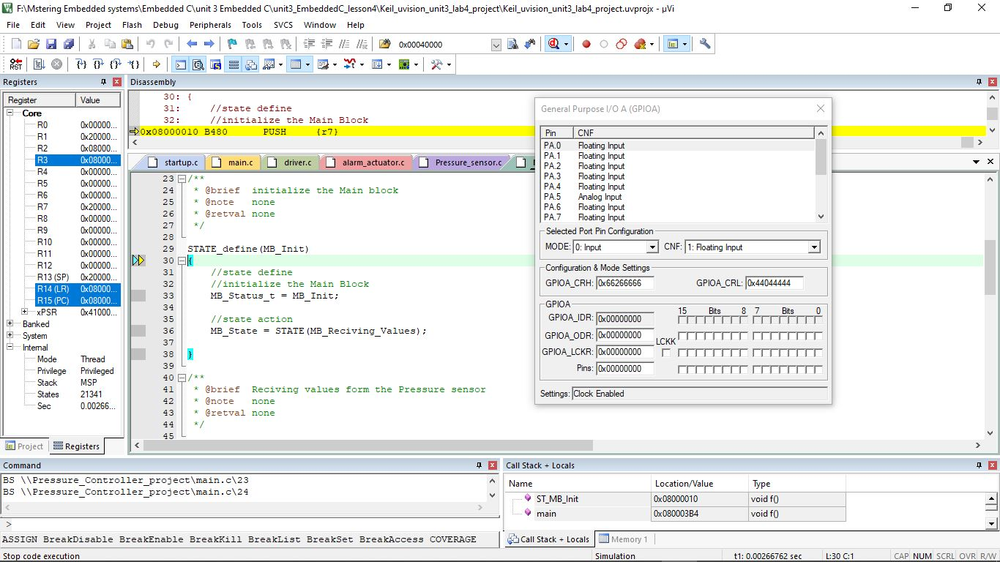 F:\Mstering Embedded systems\Embedded C\unit 3 Embedded C\unit3_EmbeddedC_lesson4\Keil_uvision_unit3_lab4_project\Keil_uvision_unit3_lab4_project.uvprojx - µVi
File Edit View Project Flash Debug Peripherals Tools SVCS Window Help
0x00040000
RST
Registers
Register Value
Core
R0 0x00000...
R1 0x20000...
R2 0x08000...
R3 0x08000...
R4 0x00000...
R5 0x00000...
R6 0x00000...
R7 0x20000...
R8 0x00000...
R9 0x00000...
R10 0x00000...
R11 0x00000...
R12 0x00000...
R13 (SP) 0x20000...
R14 (LR) 0x08000...
R15 (PC) 0x08000...
xPSR 0x41000...
Banked
System
Internal
Mode Thread
Privilege Privileged
Stack MSP
States 21341
Sec 0.00266...
Project Registers
Disassembly
30: {
31: //state define
32: //initialize the Main Block
0x08000010 B480 PUSH {r7}
startup.c main.c driver.c alarm_actuator.c Pressure_sensor.c
23 /**
24 * @brief initialize the Main block
25 * @note none
26 * @retval none
27 */
28
29 STATE_define(MB_Init)
30 {
31 //state define
32 //initialize the Main Block
33 MB_Status_t = MB_Init;
34
35 //state action
36 MB_State = STATE(MB_Reciving_Values);
37
38 }
39
40 /**
41 * @brief Reciving values form the Pressure sensor
42 * @note none
43 * @retval none
44 */
45
General Purpose I/O A (GPIOA)
Pin CNF
PA.0 Floating Input
PA.1 Floating Input
PA.2 Floating Input
PA.3 Floating Input
PA.4 Floating Input
PA.5 Analog Input
PA.6 Floating Input
PA.7 Floating Input
Selected Port Pin Configuration
MODE: 0: Input CNF: 1: Floating Input
Configuration & Mode Settings
GPIOA_CRH: 0x66266666 GPIOA_CRL: 0x44044444
GPIOA
15 Bits 8 7 Bits 0
GPIOA_IDR: 0x00000000
GPIOA_ODR: 0x00000000
LCKK
GPIOA_LCKR: 0x00000000
Pins: 0x00000000
Settings: Clock Enabled
Command
BS \\Pressure_Controller_project\main.c\23
BS \\Pressure_Controller_project\main.c\24
>
ASSIGN BreakDisable BreakEnable BreakKill BreakList BreakSet BreakAccess COVERAGE
Call Stack + Locals
Name Location/Value Type
ST_MB_Init 0x08000010 void f()
main 0x080003B4 void f()
Call Stack + Locals Memory 1
Stop code execution Simulation t1: 0.00266762 sec L:30 C:1 CAP NUM SCRL OVR R/W